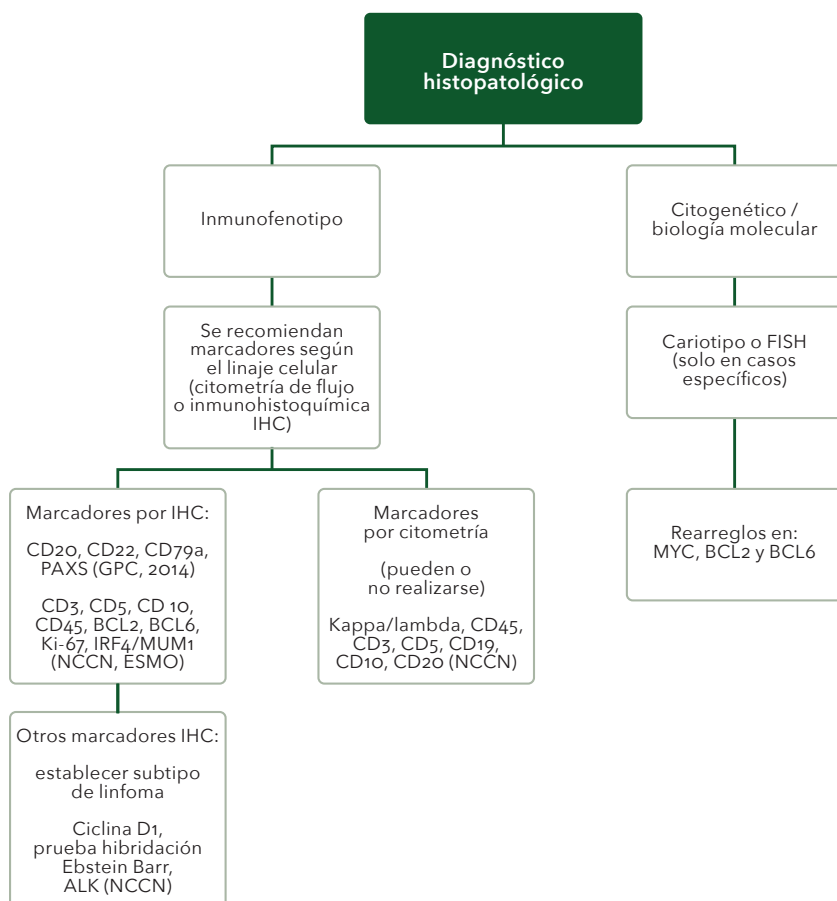 Diagnóstico
histopatológico
Inmunofenotipo
Citogenético /
biología molecular
Se recomiendan
marcadores según
el linaje celular
(citometría de flujo
o inmunohistoquímica
IHC)
Cariotipo o FISH
(solo en casos
específicos)
Marcadores por IHC:
CD20, CD22, CD79a,
PAXS (GPC, 2014)
CD3, CD5, CD 10,
CD45, BCL2, BCL6,
Ki-67, IRF4/MUM1
(NCCN, ESMO)
Marcadores
por citometría
(pueden o
no realizarse)
Kappa/lambda, CD45,
CD3, CD5, CD19,
CD10, CD20 (NCCN)
Rearreglos en:
MYC, BCL2 y BCL6
Otros marcadores IHC:
establecer subtipo
de linfoma
Ciclina D1,
prueba hibridación
Ebstein Barr,
ALK (NCCN)